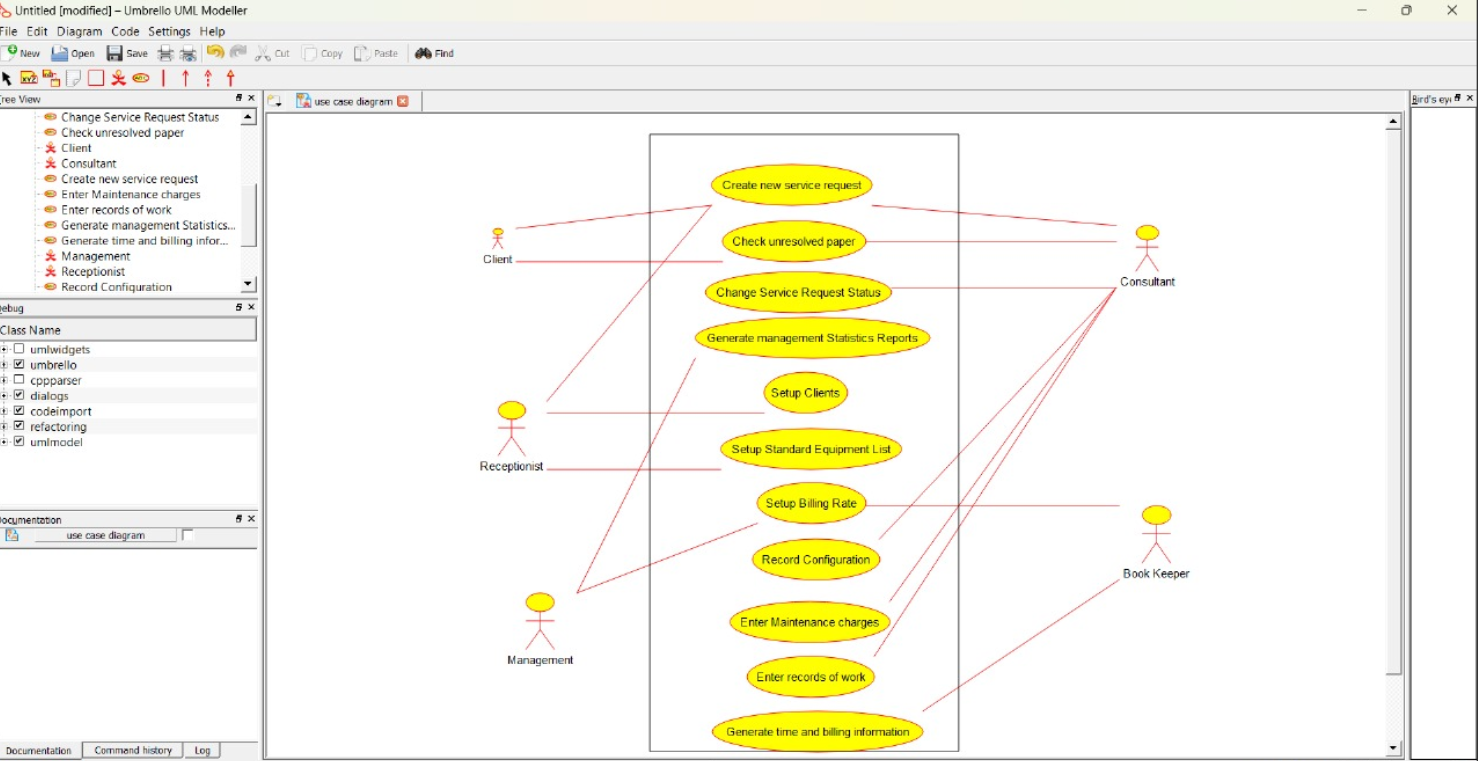 Untitled [modified] – Umbrello UML Modeller
File Edit Diagram Code Settings Help
New Open Save Cut Copy Paste Find
Tree View
use case diagram
Bird's eye
Change Service Request Status
Check unresolved paper
Client
Consultant
Create new service request
Enter Maintenance charges
Enter records of work
Generate management Statistics...
Generate time and billing infor...
Management
Receptionist
Record Configuration
Debug
Class Name
umlwidgets
umbrello
cppparser
dialogs
codeimport
refactoring
umlmodel
Documentation
use case diagram
Documentation Command history Log
Create new service request
Check unresolved paper
Change Service Request Status
Generate management Statistics Reports
Setup Clients
Setup Standard Equipment List
Setup Billing Rate
Record Configuration
Enter Maintenance charges
Enter records of work
Generate time and billing information
Client
Receptionist
Management
Consultant
Book Keeper